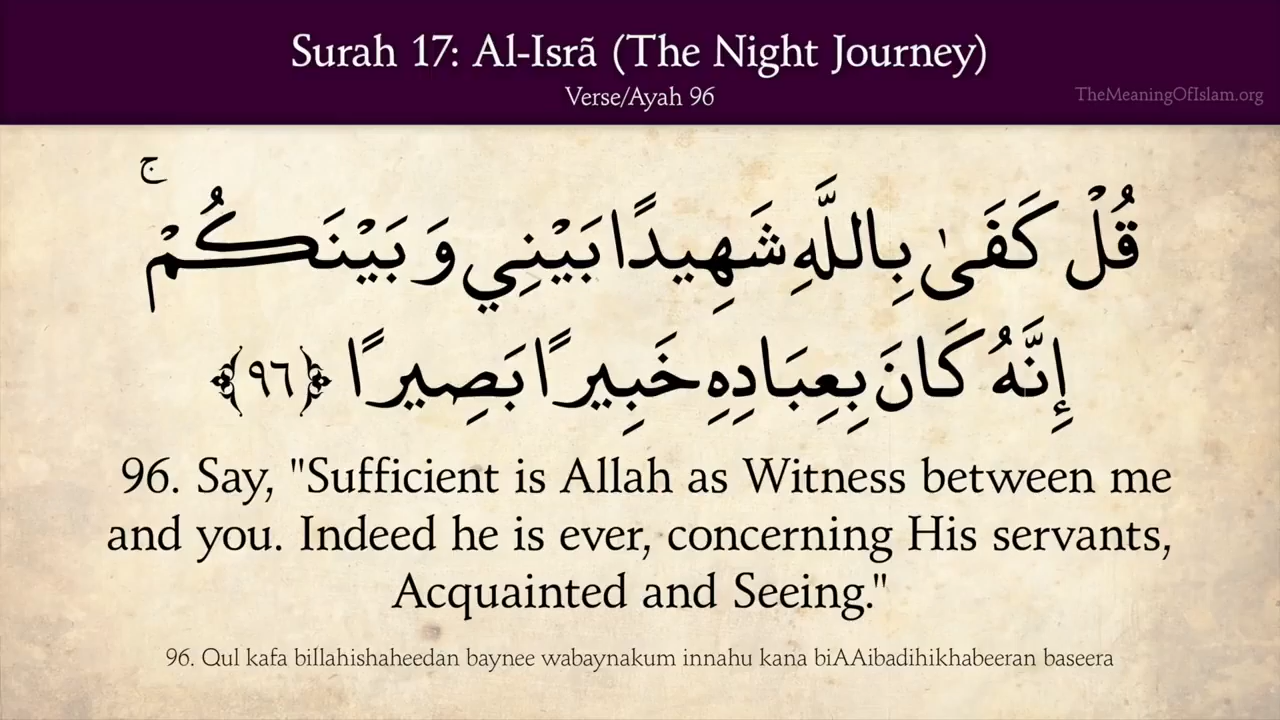 Surah 17: Al-Isrã (The Night Journey)
Verse/Ayah 96
TheMeaningOfIslam.org
قُلْ كَفَىٰ بِاللَّهِ شَهِيدًا بَيْنِي وَ بَيْنَكُمْ ۚ
إِنَّهُ كَانَ بِعِبَادِهِ خَبِيرًا بَصِيرًا ﴿٩٦﴾
96. Say, "Sufficient is Allah as Witness between me
and you. Indeed he is ever, concerning His servants,
Acquainted and Seeing."
96. Qul kafa billahishaheedan baynee wabaynakum innahu kana biAAibadihikhabeeran baseera